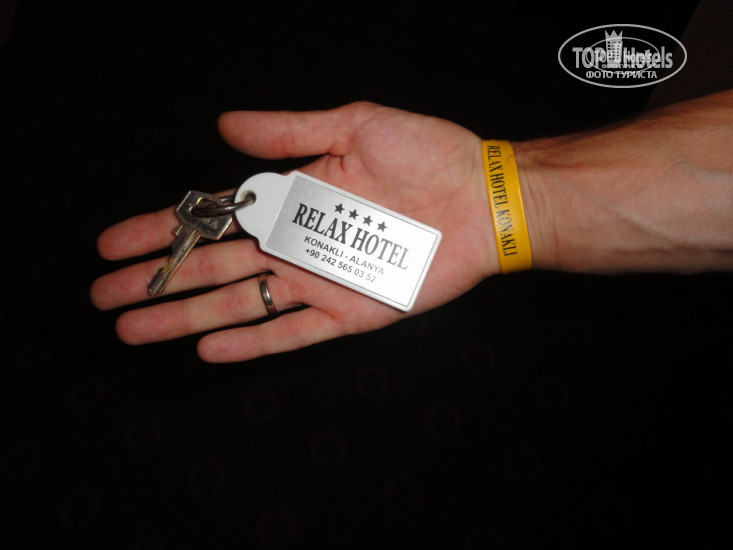 TOP Hotels
ФОТО ТУРИСТА
★★★★
RELAX HOTEL
KONAKLI - ALANYA
+90 242 565 03 52
RELAX HOTEL KONAKLI